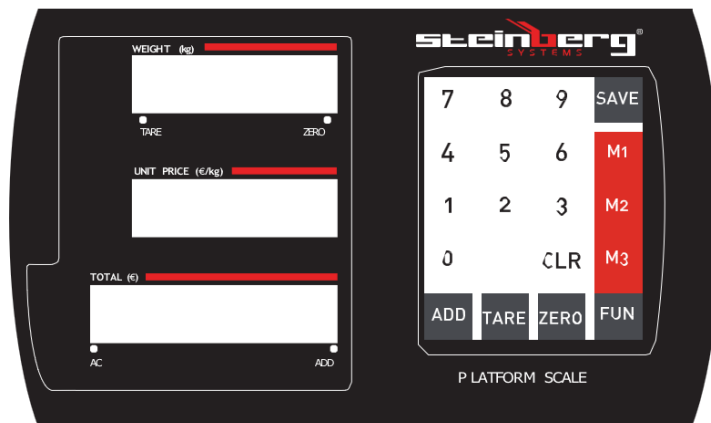 WEIGHT (kg)
TARE ZERO
UNIT PRICE (€/kg)
TOTAL (€)
AC ADD
steinberg®
SYSTEMS
7 8 9 SAVE
4 5 6 M1
1 2 3 M2
0 CLR M3
ADD TARE ZERO FUN
PLATFORM SCALE